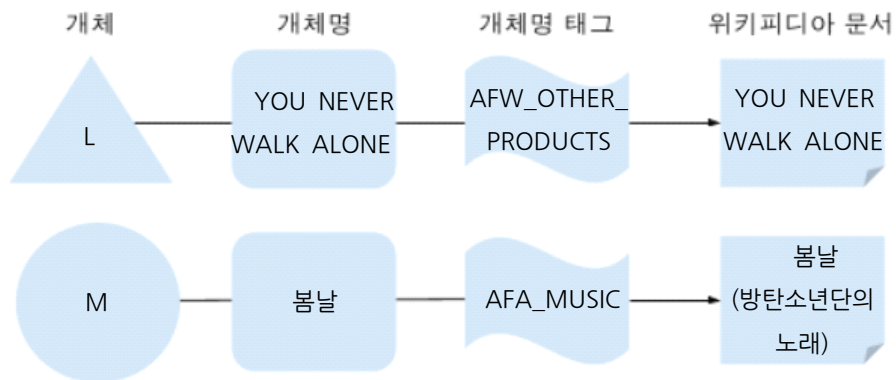 개체 개체명 개체명 태그 위키피디아 문서
L
YOU NEVER
WALK ALONE
AFW_OTHER_
PRODUCTS
YOU NEVER
WALK ALONE
M
봄날
AFA_MUSIC
봄날
(방탄소년단의
노래)